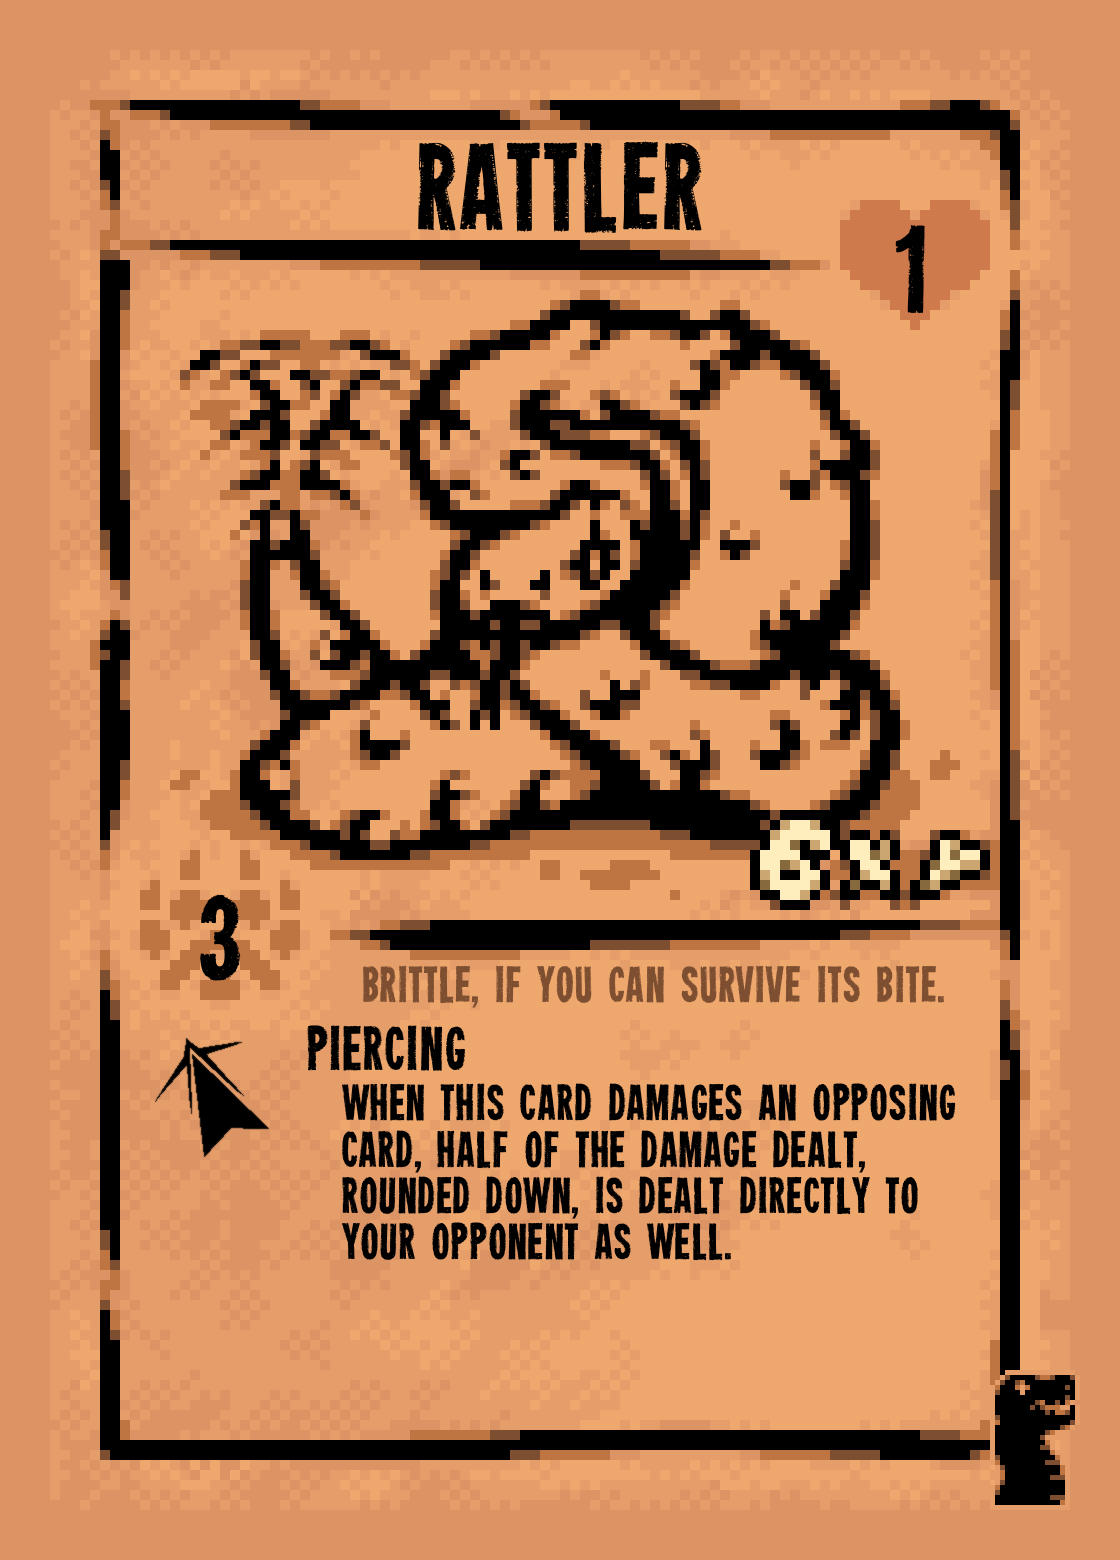 RATTLER
1
6X
3
BRITTLE, IF YOU CAN SURVIVE ITS BITE.
PIERCING
WHEN THIS CARD DAMAGES AN OPPOSING
CARD, HALF OF THE DAMAGE DEALT,
ROUNDED DOWN, IS DEALT DIRECTLY TO
YOUR OPPONENT AS WELL.